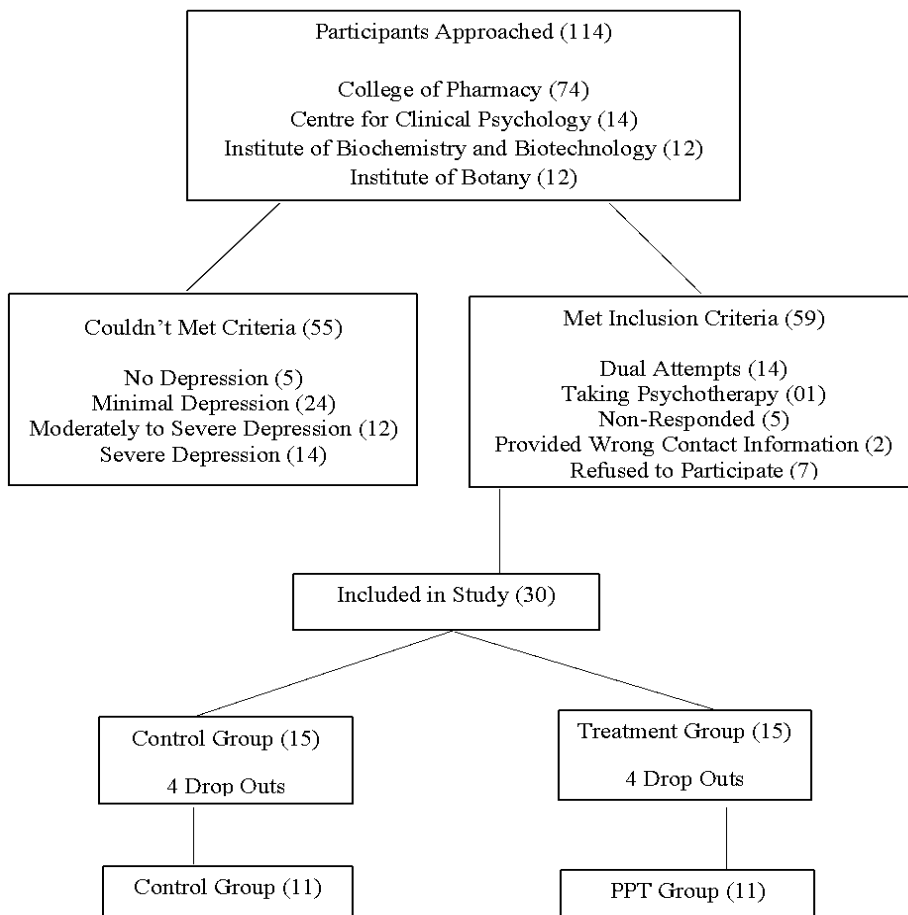 Participants Approached (114)
College of Pharmacy (74)
Centre for Clinical Psychology (14)
Institute of Biochemistry and Biotechnology (12)
Institute of Botany (12)
Couldn't Met Criteria (55)
No Depression (5)
Minimal Depression (24)
Moderately to Severe Depression (12)
Severe Depression (14)
Met Inclusion Criteria (59)
Dual Attempts (14)
Taking Psychotherapy (01)
Non-Responded (5)
Provided Wrong Contact Information (2)
Refused to Participate (7)
Included in Study (30)
Control Group (15)
4 Drop Outs
Treatment Group (15)
4 Drop Outs
Control Group (11)
PPT Group (11)